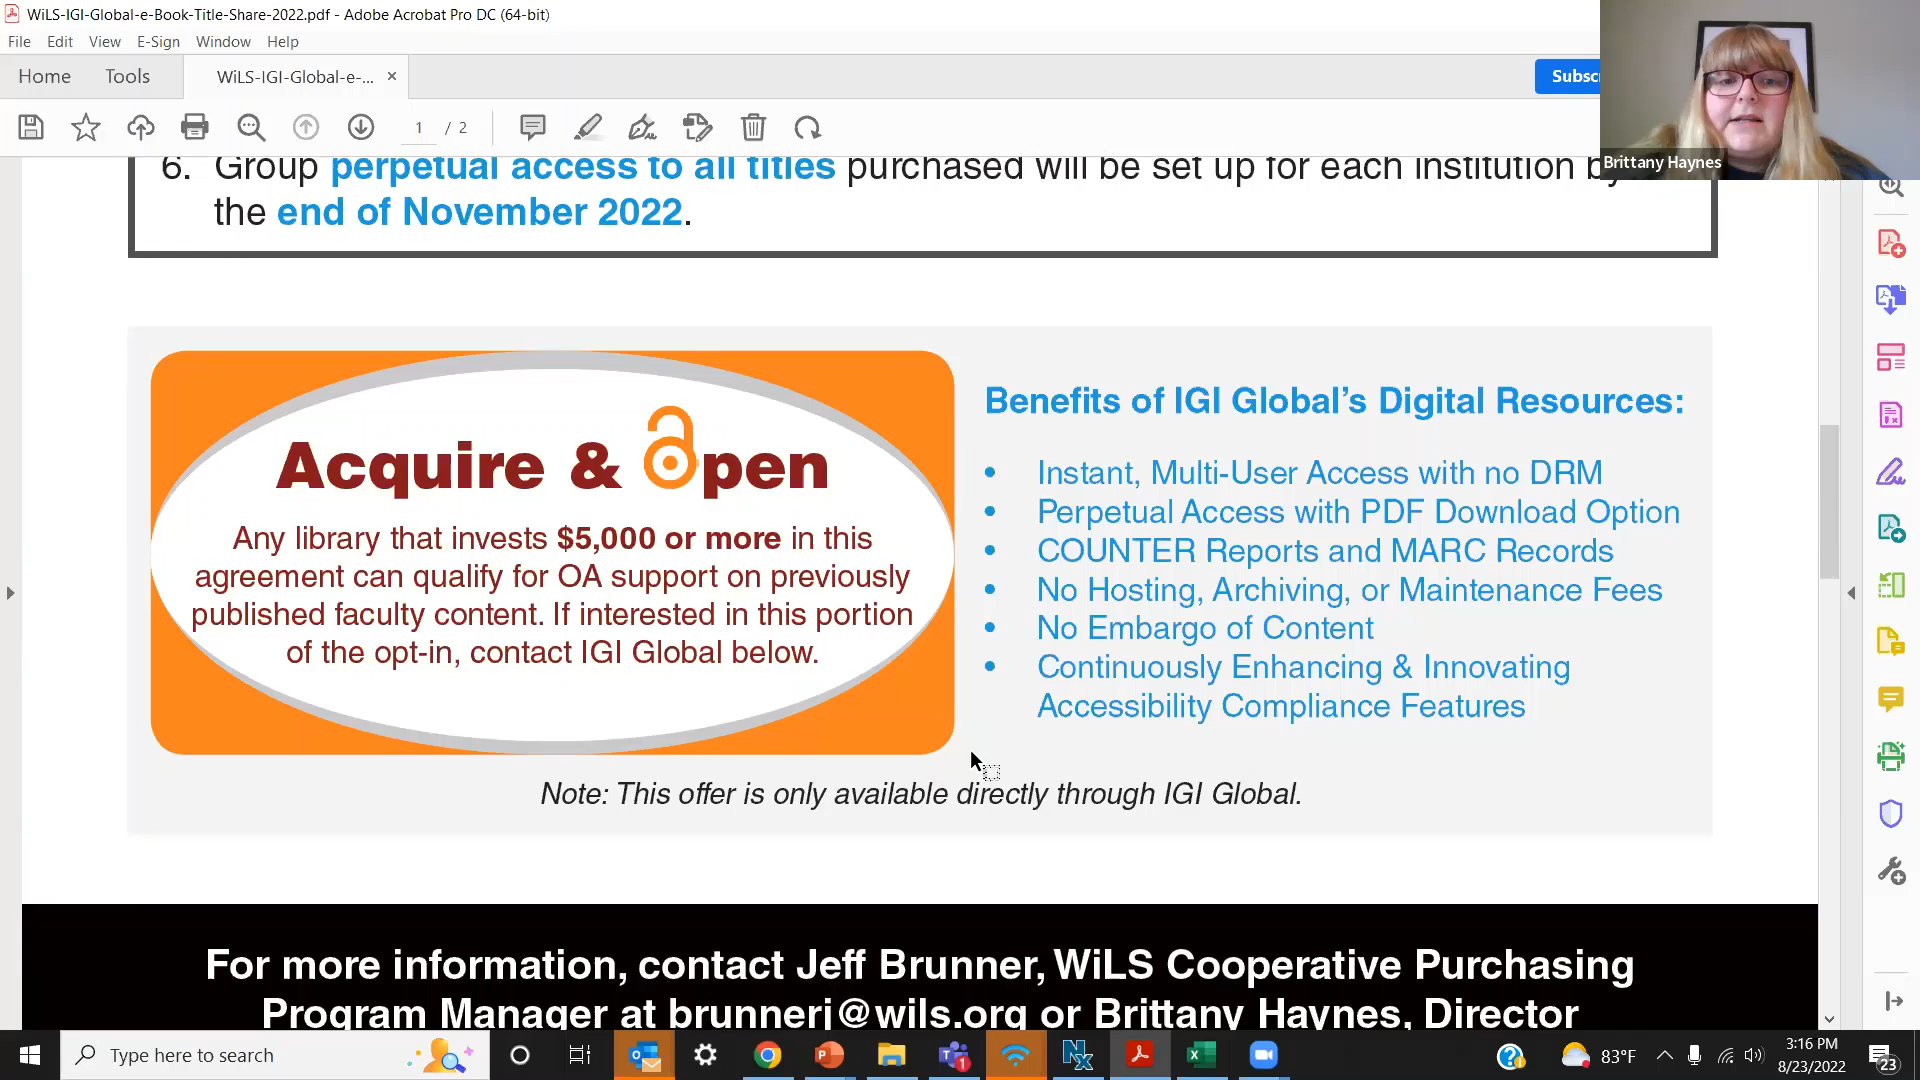 WiLS-IGI-Global-e-Book-Title-Share-2022.pdf - Adobe Acrobat Pro DC (64-bit)
File Edit View E-Sign Window Help
Home Tools WiLS-IGI-Global-e-... ×
Subsc
1 / 2
Brittany Haynes
6. Group perpetual access to all titles purchased will be set up for each institution by
the end of November 2022.
Acquire & Open
Any library that invests $5,000 or more in this
agreement can qualify for OA support on previously
published faculty content. If interested in this portion
of the opt-in, contact IGI Global below.
Benefits of IGI Global's Digital Resources:
• Instant, Multi-User Access with no DRM
• Perpetual Access with PDF Download Option
• COUNTER Reports and MARC Records
• No Hosting, Archiving, or Maintenance Fees
• No Embargo of Content
• Continuously Enhancing & Innovating
Accessibility Compliance Features
Note: This offer is only available directly through IGI Global.
For more information, contact Jeff Brunner, WiLS Cooperative Purchasing
Program Manager at brunnerj@wils.org or Brittany Haynes, Director
Type here to search
83°F
3:16 PM
8/23/2022
23